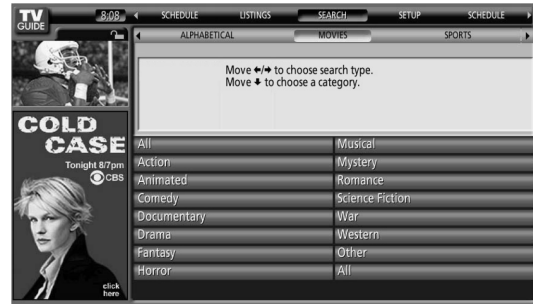 TV
GUIDE
8:08
SCHEDULE LISTINGS SEARCH SETUP SCHEDULE
ALPHABETICAL MOVIES SPORTS
Move ←/→ to choose search type.
Move ↓ to choose a category.
COLD
CASE
Tonight 8/7pm
CBS
click
here
All
Action
Animated
Comedy
Documentary
Drama
Fantasy
Horror
Musical
Mystery
Romance
Science Fiction
War
Western
Other
All